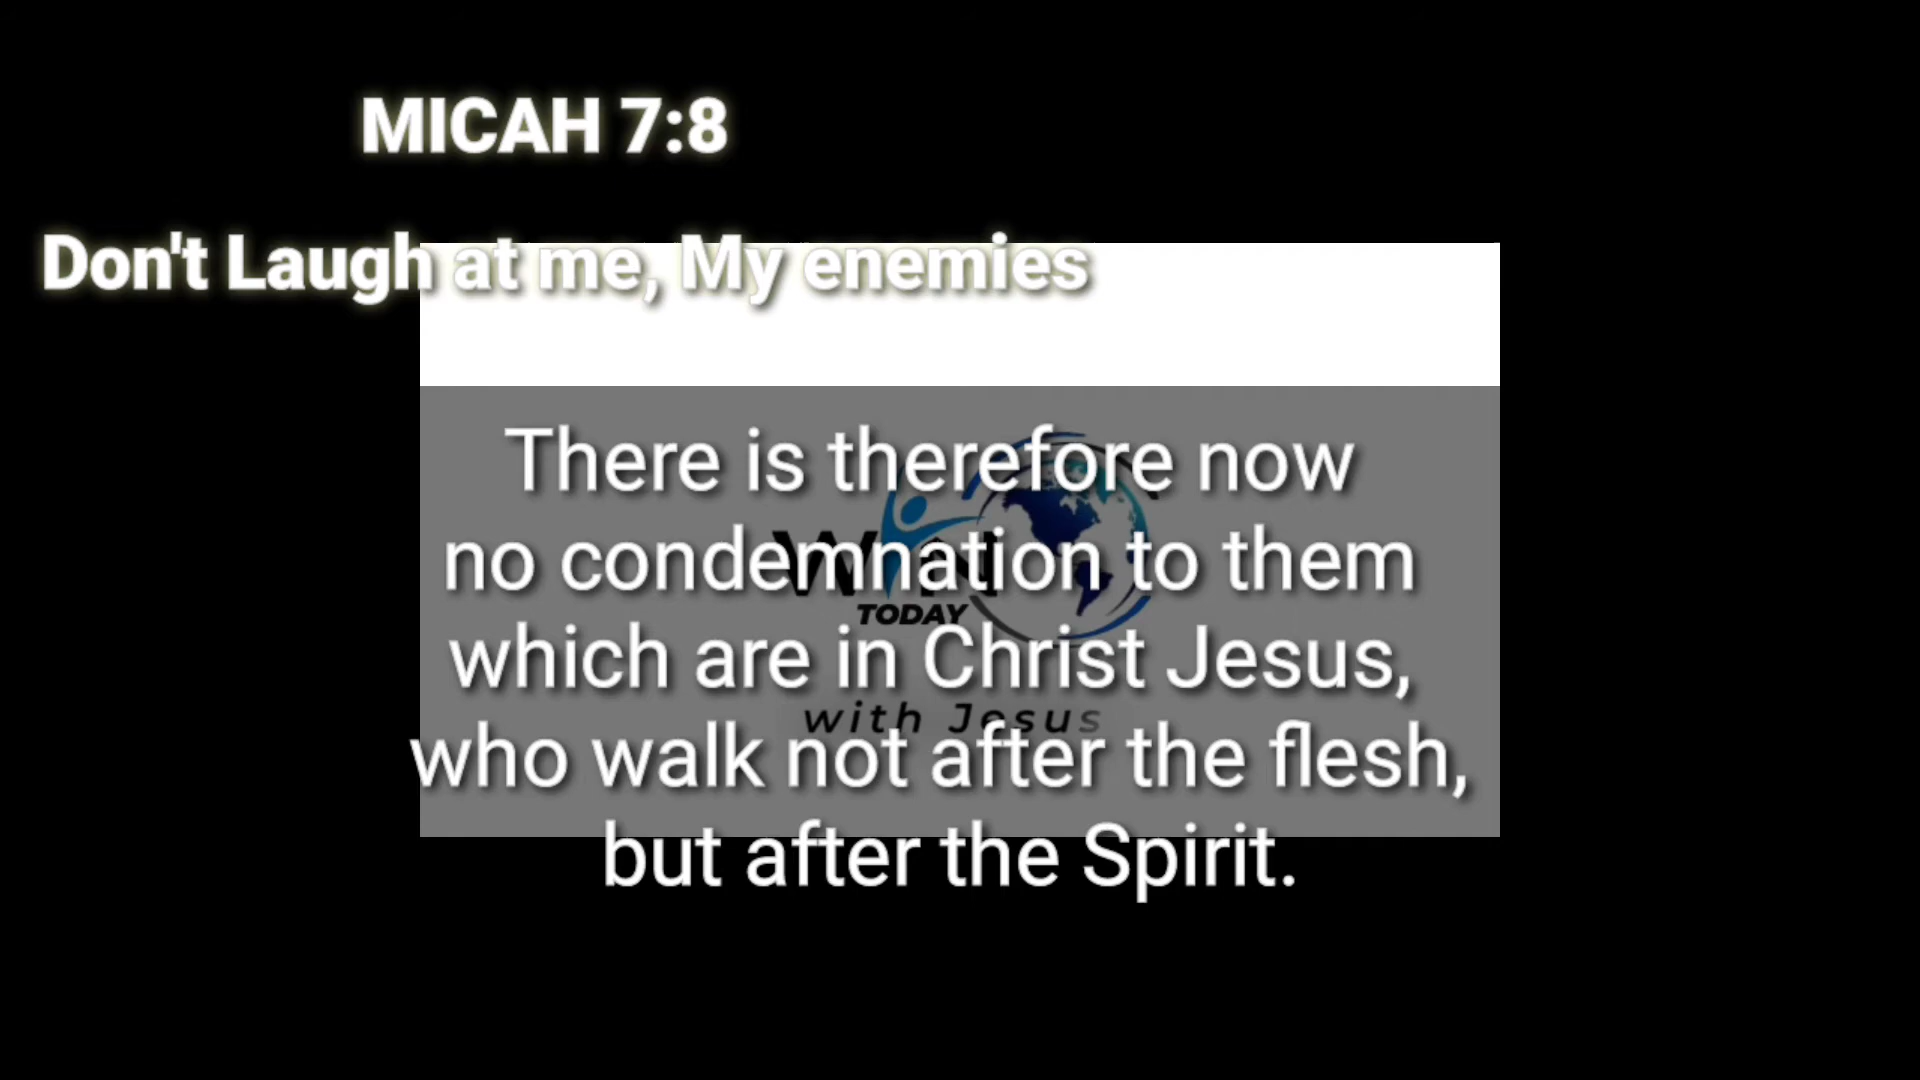 MICAH 7:8
Don't Laugh at me, My enemies
There is therefore now
no condemnation to them
WIN
TODAY
which are in Christ Jesus,
with Jesus
who walk not after the flesh,
but after the Spirit.